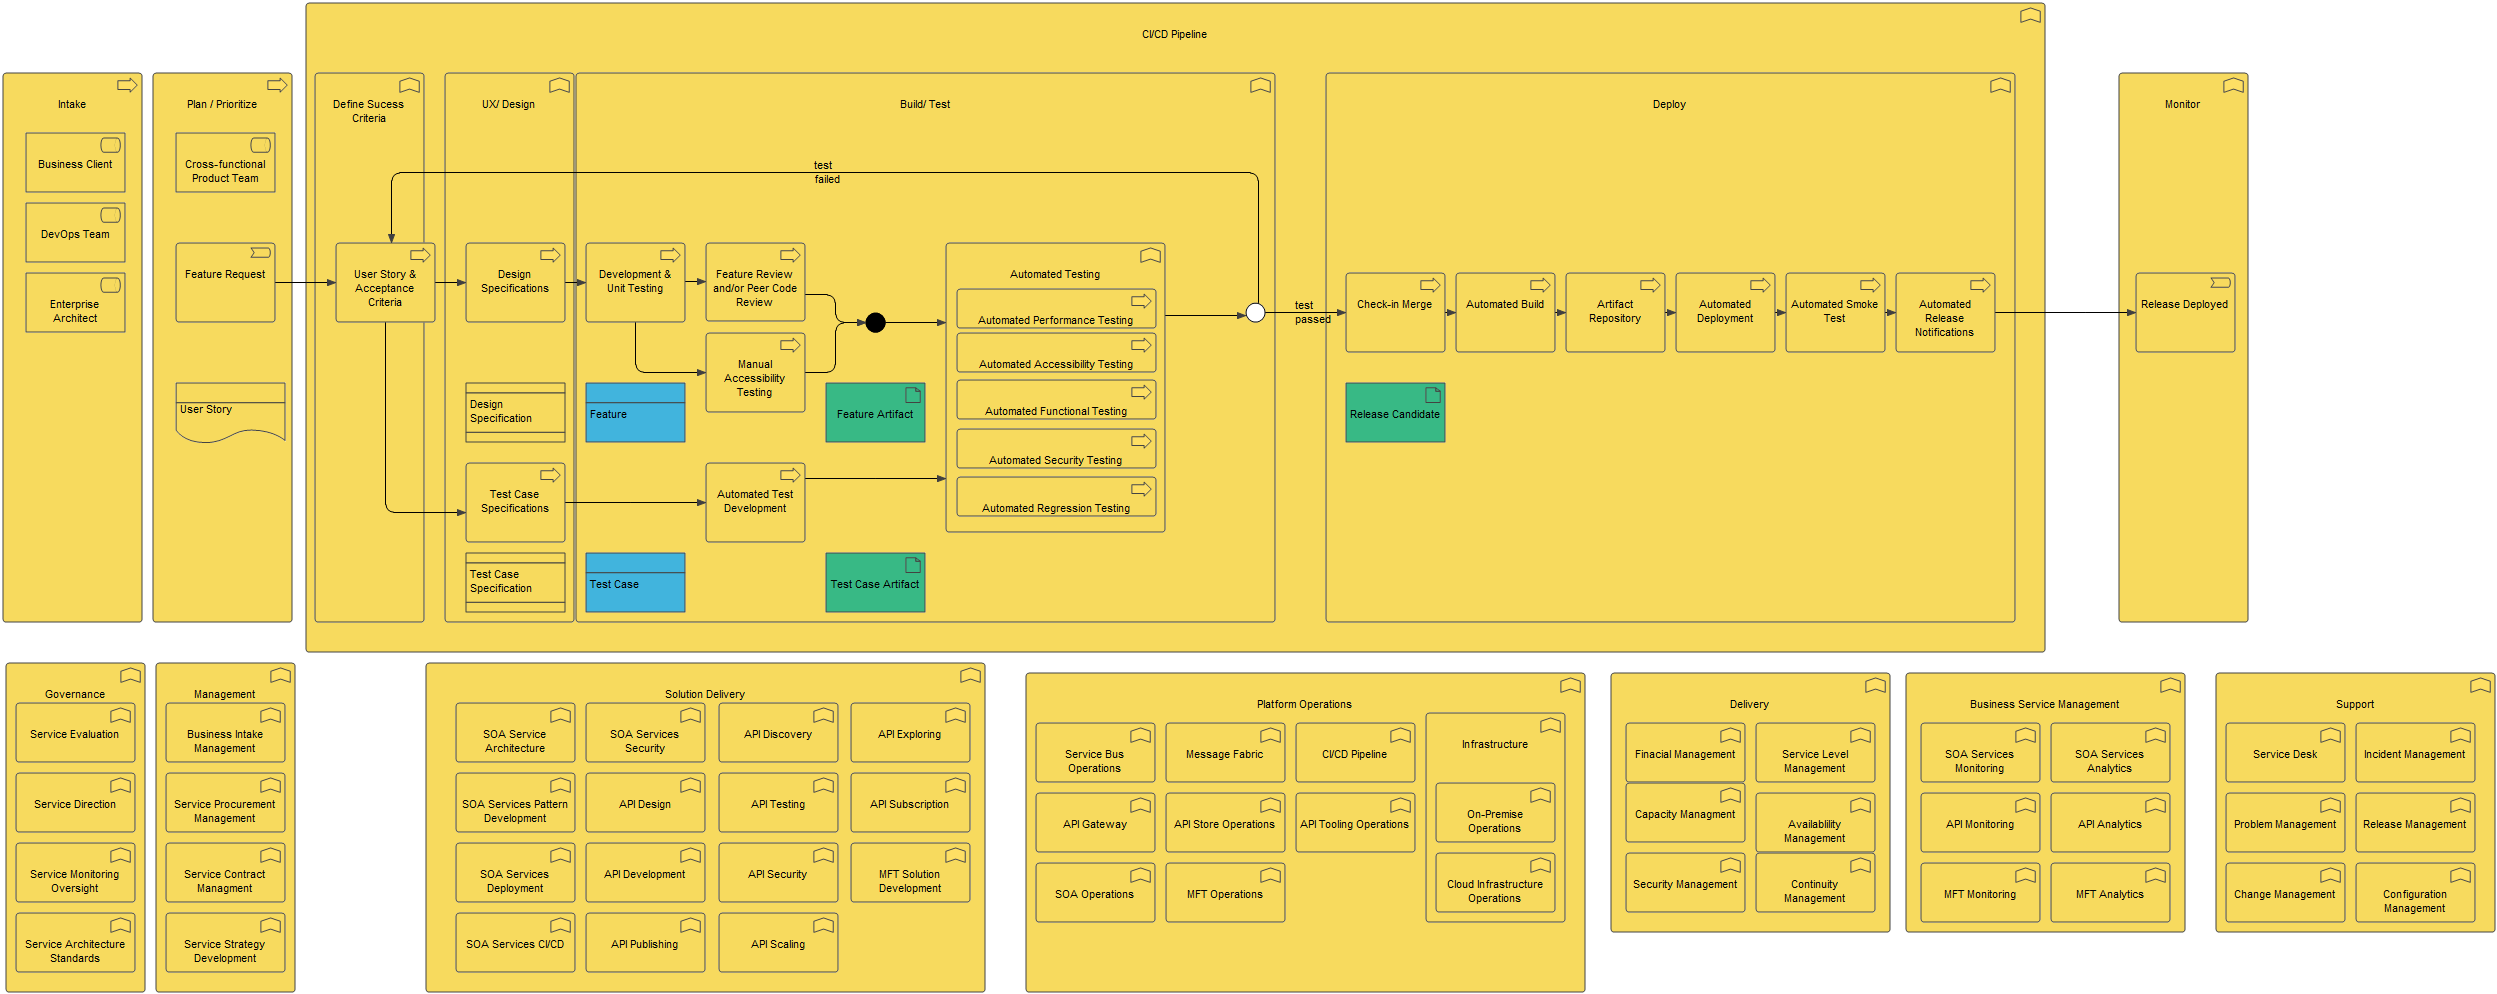 CI/CD Pipeline
Intake
Business Client
DevOps Team
Enterprise
Architect
Plan / Prioritize
Cross-functional
Product Team
Feature Request
User Story
Define Sucess
Criteria
User Story &
Acceptance
Criteria
UX/ Design
Design
Specifications
Design
Specification
Test Case
Specifications
Test Case
Specification
Build/ Test
test
failed
Development &
Unit Testing
Feature Review
and/or Peer Code
Review
Manual
Accessibility
Testing
Feature
Feature Artifact
Automated Test
Development
Test Case
Test Case Artifact
Automated Testing
Automated Performance Testing
Automated Accessibility Testing
Automated Functional Testing
Automated Security Testing
Automated Regression Testing
test
passed
Deploy
Check-in Merge
Automated Build
Artifact
Repository
Automated
Deployment
Automated Smoke
Test
Automated
Release
Notifications
Release Candidate
Monitor
Release Deployed
Governance
Service Evaluation
Service Direction
Service Monitoring
Oversight
Service Architecture
Standards
Management
Business Intake
Management
Service Procurement
Management
Service Contract
Managment
Service Strategy
Development
Solution Delivery
SOA Service
Architecture
SOA Services
Security
API Discovery
API Exploring
SOA Services Pattern
Development
API Design
API Testing
API Subscription
SOA Services
Deployment
API Development
API Security
MFT Solution
Development
SOA Services CI/CD
API Publishing
API Scaling
Platform Operations
Service Bus
Operations
Message Fabric
CI/CD Pipeline
API Gateway
API Store Operations
API Tooling Operations
SOA Operations
MFT Operations
Infrastructure
On-Premise
Operations
Cloud Infrastructure
Operations
Delivery
Finacial Management
Service Level
Management
Capacity Managment
Availablility
Management
Security Management
Continuity
Management
Business Service Management
SOA Services
Monitoring
SOA Services
Analytics
API Monitoring
API Analytics
MFT Monitoring
MFT Analytics
Support
Service Desk
Incident Management
Problem Management
Release Management
Change Management
Configuration
Management